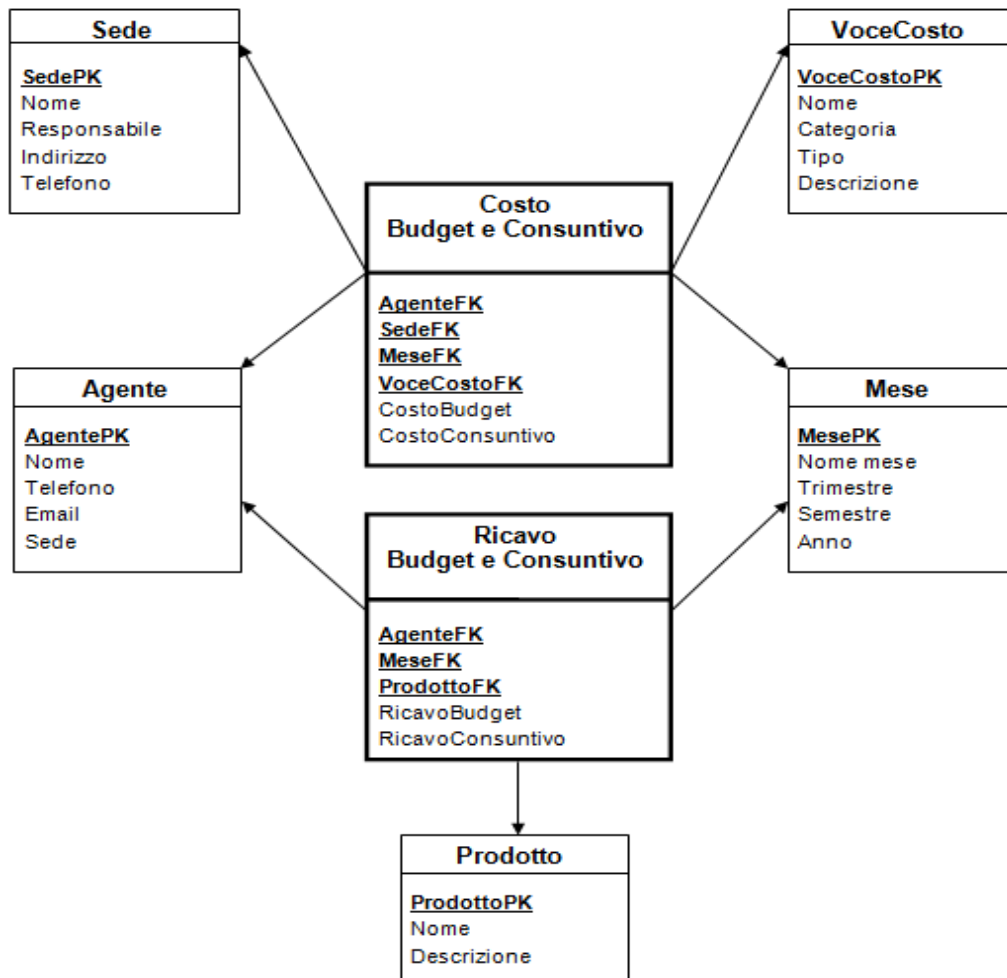 Sede
SedePK
Nome
Responsabile
Indirizzo
Telefono
VoceCosto
VoceCostoPK
Nome
Categoria
Tipo
Descrizione
Costo
Budget e Consuntivo
AgenteFK
SedeFK
MeseFK
VoceCostoFK
CostoBudget
CostoConsuntivo
Agente
AgentePK
Nome
Telefono
Email
Sede
Mese
MesePK
Nome mese
Trimestre
Semestre
Anno
Ricavo
Budget e Consuntivo
AgenteFK
MeseFK
ProdottoFK
RicavoBudget
RicavoConsuntivo
Prodotto
ProdottoPK
Nome
Descrizione